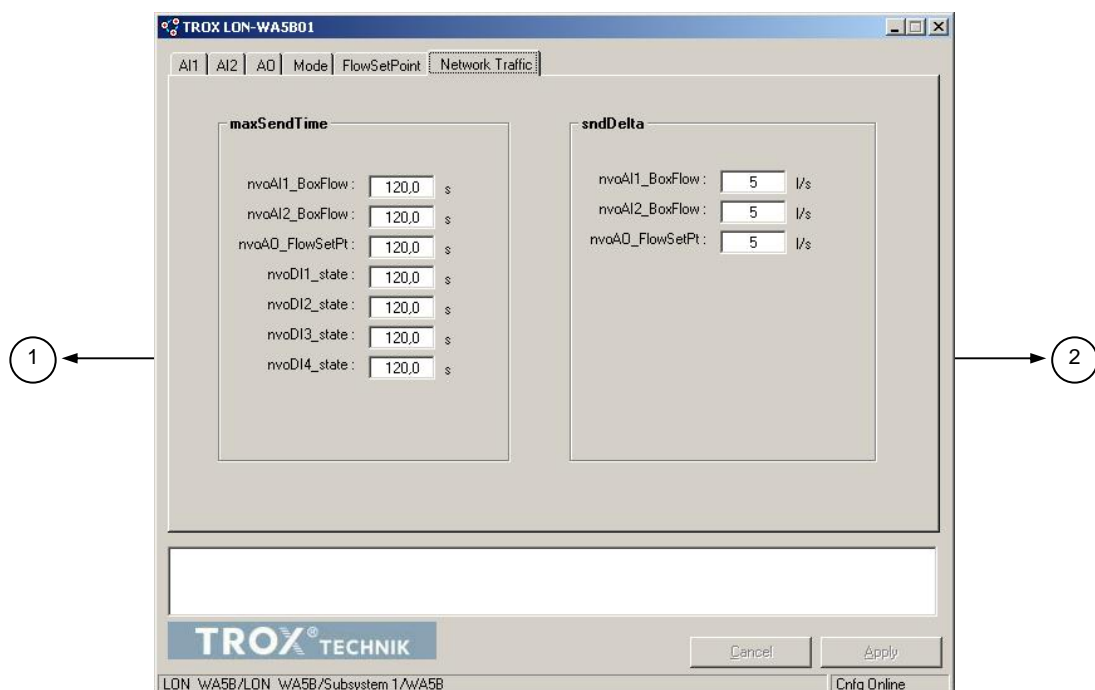 TROX LON-WA5B01
AI1 AI2 AO Mode FlowSetPoint Network Traffic
maxSendTime
nvoAI1_BoxFlow : 120,0 s
nvoAI2_BoxFlow : 120,0 s
nvoAO_FlowSetPt : 120,0 s
nvoDI1_state : 120,0 s
nvoDI2_state : 120,0 s
nvoDI3_state : 120,0 s
nvoDI4_state : 120,0 s
sndDelta
nvoAI1_BoxFlow : 5 l/s
nvoAI2_BoxFlow : 5 l/s
nvoAO_FlowSetPt : 5 l/s
1
2
TROX® TECHNIK
Cancel Apply
LON_WA5B/LON_WA5B/Subsystem 1/WA5B Cnfg Online